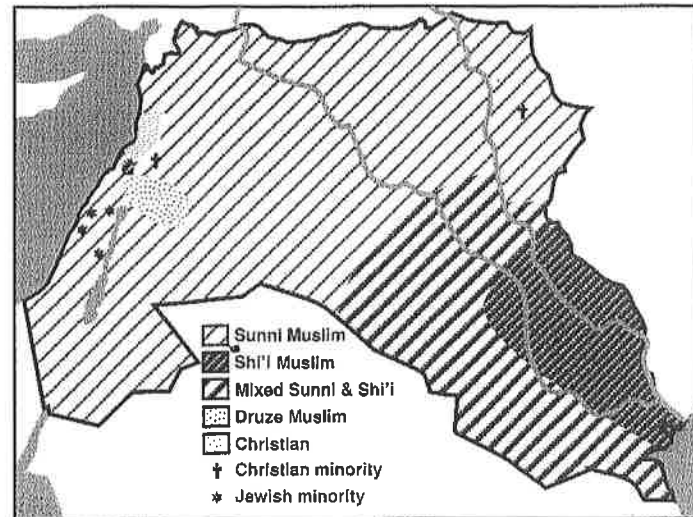 Sunni Muslim
Shi'i Muslim
Mixed Sunni & Shi'i
Druze Muslim
Christian
Christian minority
Jewish minority